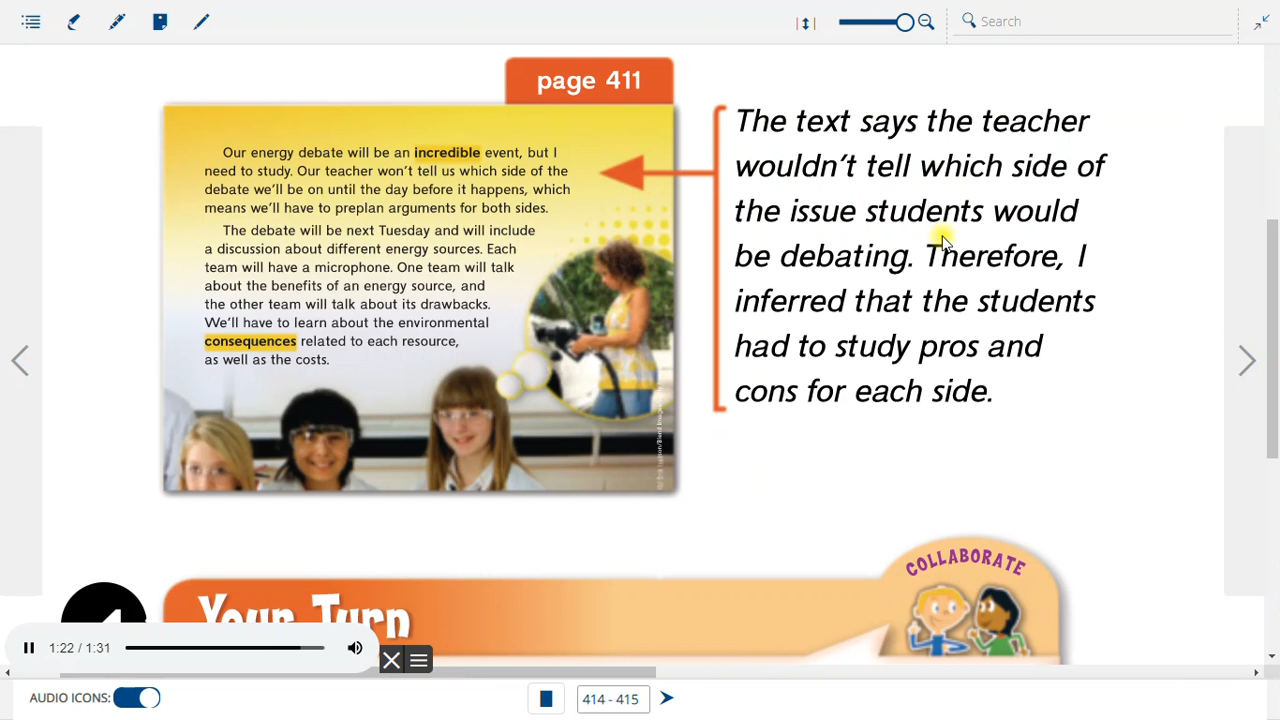 Search
page 411
Our energy debate will be an incredible event, but I
need to study. Our teacher won't tell us which side of the
debate we'll be on until the day before it happens, which
means we'll have to preplan arguments for both sides.
The debate will be next Tuesday and will include
a discussion about different energy sources. Each
team will have a microphone. One team will talk
about the benefits of an energy source, and
the other team will talk about its drawbacks.
We'll have to learn about the environmental
consequences related to each resource,
as well as the costs.
The text says the teacher
wouldn't tell which side of
the issue students would
be debating. Therefore, I
inferred that the students
had to study pros and
cons for each side.
COLLABORATE
Your Turn
1:22 / 1:31
AUDIO ICONS:
414 - 415